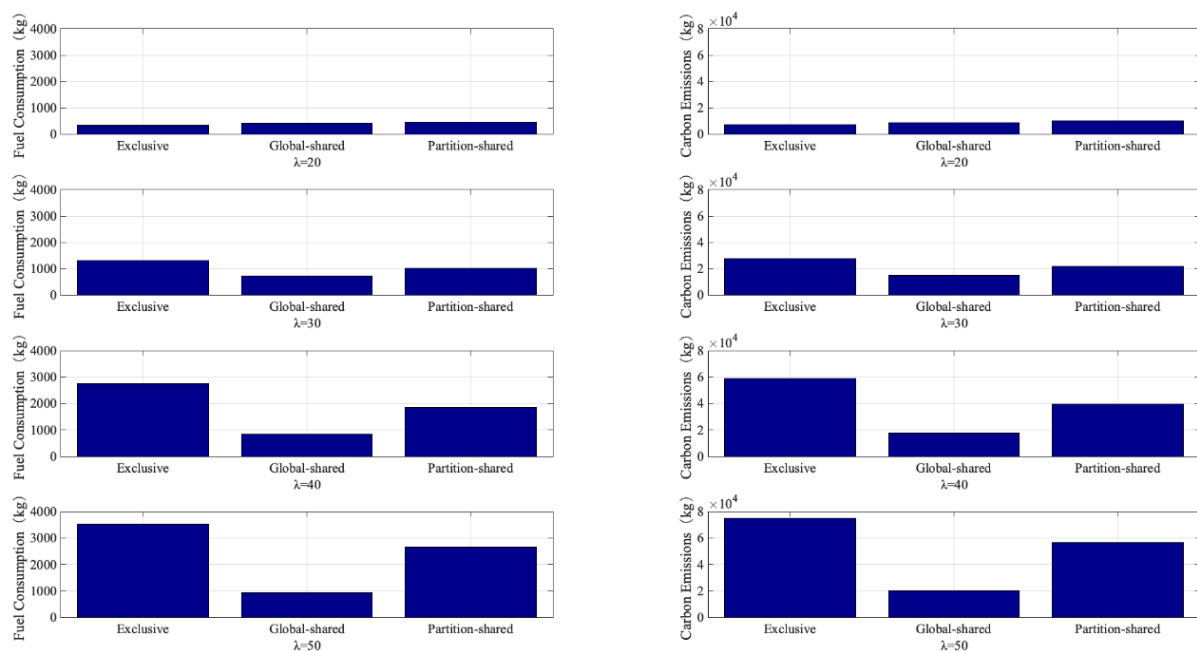 Fuel Consumption（kg）
4000
3000
2000
1000
0
Exclusive Global-shared Partition-shared
λ=20
Carbon Emissions（kg）
×10⁴
8
6
4
2
0
Exclusive Global-shared Partition-shared
λ=20
Fuel Consumption（kg）
4000
3000
2000
1000
0
Exclusive Global-shared Partition-shared
λ=30
Carbon Emissions（kg）
×10⁴
8
6
4
2
0
Exclusive Global-shared Partition-shared
λ=30
Fuel Consumption（kg）
4000
3000
2000
1000
0
Exclusive Global-shared Partition-shared
λ=40
Carbon Emissions（kg）
×10⁴
8
6
4
2
0
Exclusive Global-shared Partition-shared
λ=40
Fuel Consumption（kg）
4000
3000
2000
1000
0
Exclusive Global-shared Partition-shared
λ=50
Carbon Emissions（kg）
×10⁴
8
6
4
2
0
Exclusive Global-shared Partition-shared
λ=50